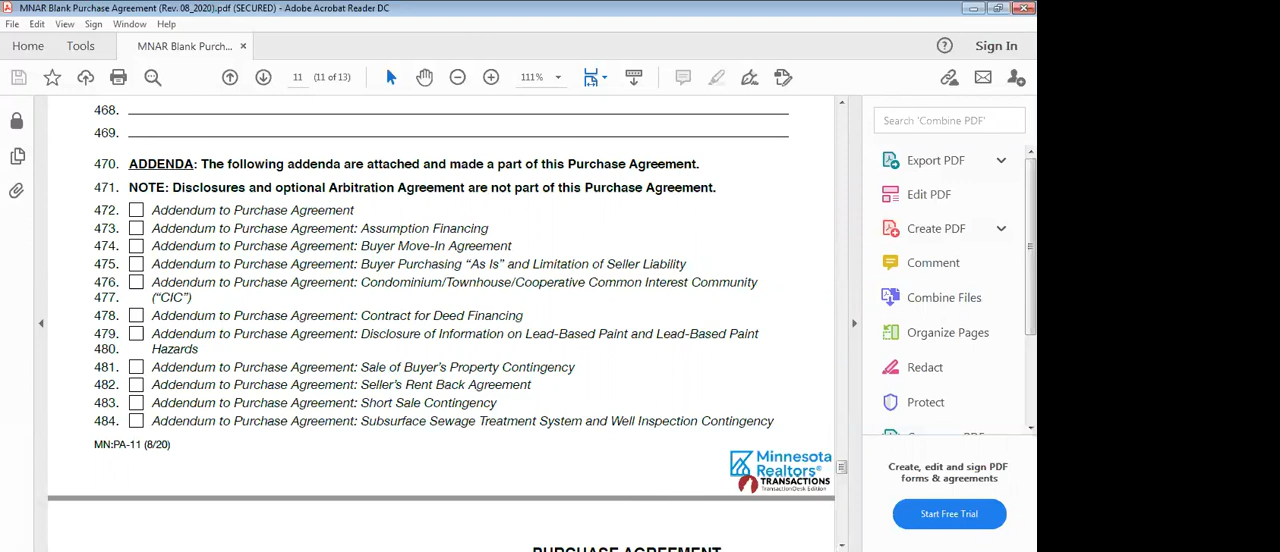 MNAR Blank Purchase Agreement (Rev. 08_2020).pdf (SECURED) - Adobe Acrobat Reader DC
File Edit View Sign Window Help
Home Tools MNAR Blank Purch... × Sign In
11 (11 of 13) 111%
468.
469.
470. ADDENDA: The following addenda are attached and made a part of this Purchase Agreement.
471. NOTE: Disclosures and optional Arbitration Agreement are not part of this Purchase Agreement.
472. Addendum to Purchase Agreement
473. Addendum to Purchase Agreement: Assumption Financing
474. Addendum to Purchase Agreement: Buyer Move-In Agreement
475. Addendum to Purchase Agreement: Buyer Purchasing “As Is” and Limitation of Seller Liability
476. Addendum to Purchase Agreement: Condominium/Townhouse/Cooperative Common Interest Community
477. (“CIC”)
478. Addendum to Purchase Agreement: Contract for Deed Financing
479. Addendum to Purchase Agreement: Disclosure of Information on Lead-Based Paint and Lead-Based Paint
480. Hazards
481. Addendum to Purchase Agreement: Sale of Buyer’s Property Contingency
482. Addendum to Purchase Agreement: Seller’s Rent Back Agreement
483. Addendum to Purchase Agreement: Short Sale Contingency
484. Addendum to Purchase Agreement: Subsurface Sewage Treatment System and Well Inspection Contingency
MN:PA-11 (8/20)
Minnesota
Realtors®
TRANSACTIONS
TransactionDesk Edition
PURCHASE AGREEMENT
Search 'Combine PDF'
Export PDF
Edit PDF
Create PDF
Comment
Combine Files
Organize Pages
Redact
Protect
Create, edit and sign PDF
forms & agreements
Start Free Trial